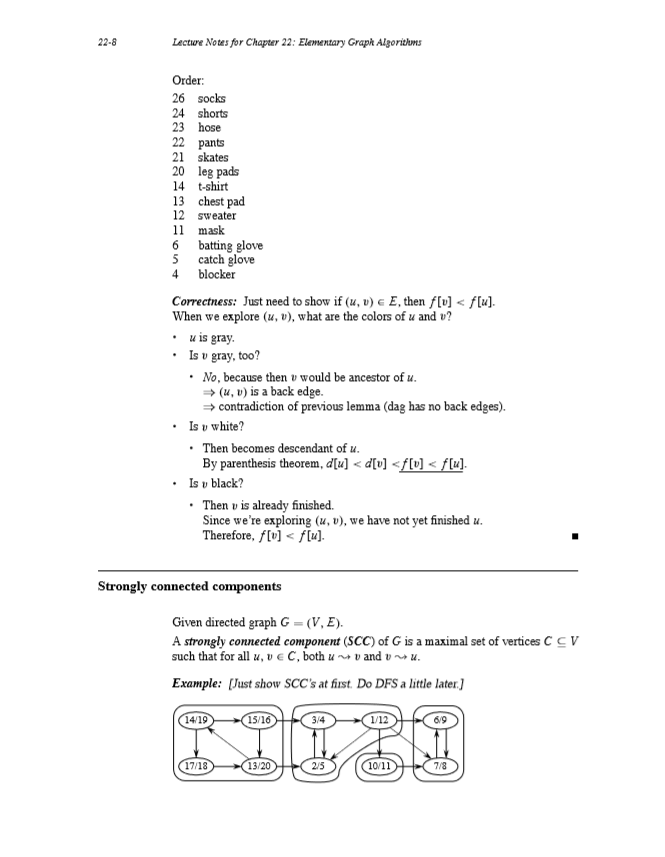 22-8 Lecture Notes for Chapter 22: Elementary Graph Algorithms
Order:
26 socks
24 shorts
23 hose
22 pants
21 skates
20 leg pads
14 t-shirt
13 chest pad
12 sweater
11 mask
6 batting glove
5 catch glove
4 blocker
Correctness: Just need to show if (u, v) ∈ E, then f[v] < f[u].
When we explore (u, v), what are the colors of u and v?
• u is gray.
• Is v gray, too?
• No, because then v would be ancestor of u.
⇒ (u, v) is a back edge.
⇒ contradiction of previous lemma (dag has no back edges).
• Is v white?
• Then becomes descendant of u.
By parenthesis theorem, d[u] < d[v] < f[v] < f[u].
• Is v black?
• Then v is already finished.
Since we're exploring (u, v), we have not yet finished u.
Therefore, f[v] < f[u]. ■
Strongly connected components
Given directed graph G = (V, E).
A strongly connected component (SCC) of G is a maximal set of vertices C ⊆ V
such that for all u, v ∈ C, both u ⇝ v and v ⇝ u.
Example: [Just show SCC's at first. Do DFS a little later.]
14/19 15/16 3/4 1/12 6/9
17/18 13/20 2/5 10/11 7/8